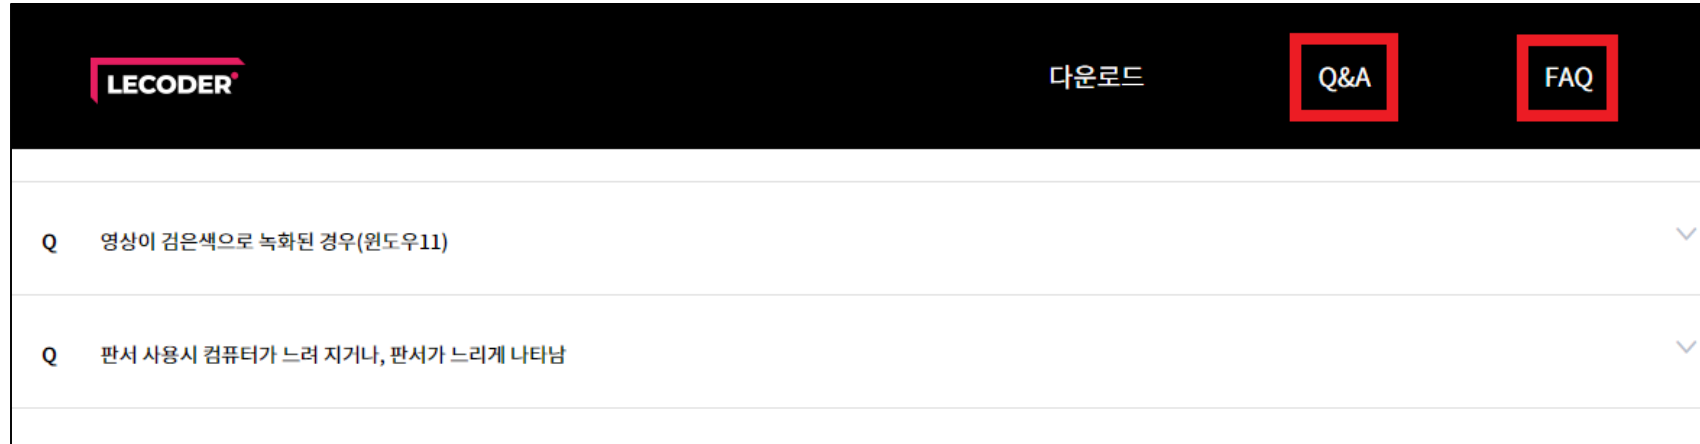 LECODER
다운로드 Q&A FAQ
Q 영상이 검은색으로 녹화된 경우(윈도우11)
Q 판서 사용시 컴퓨터가 느려 지거나, 판서가 느리게 나타남